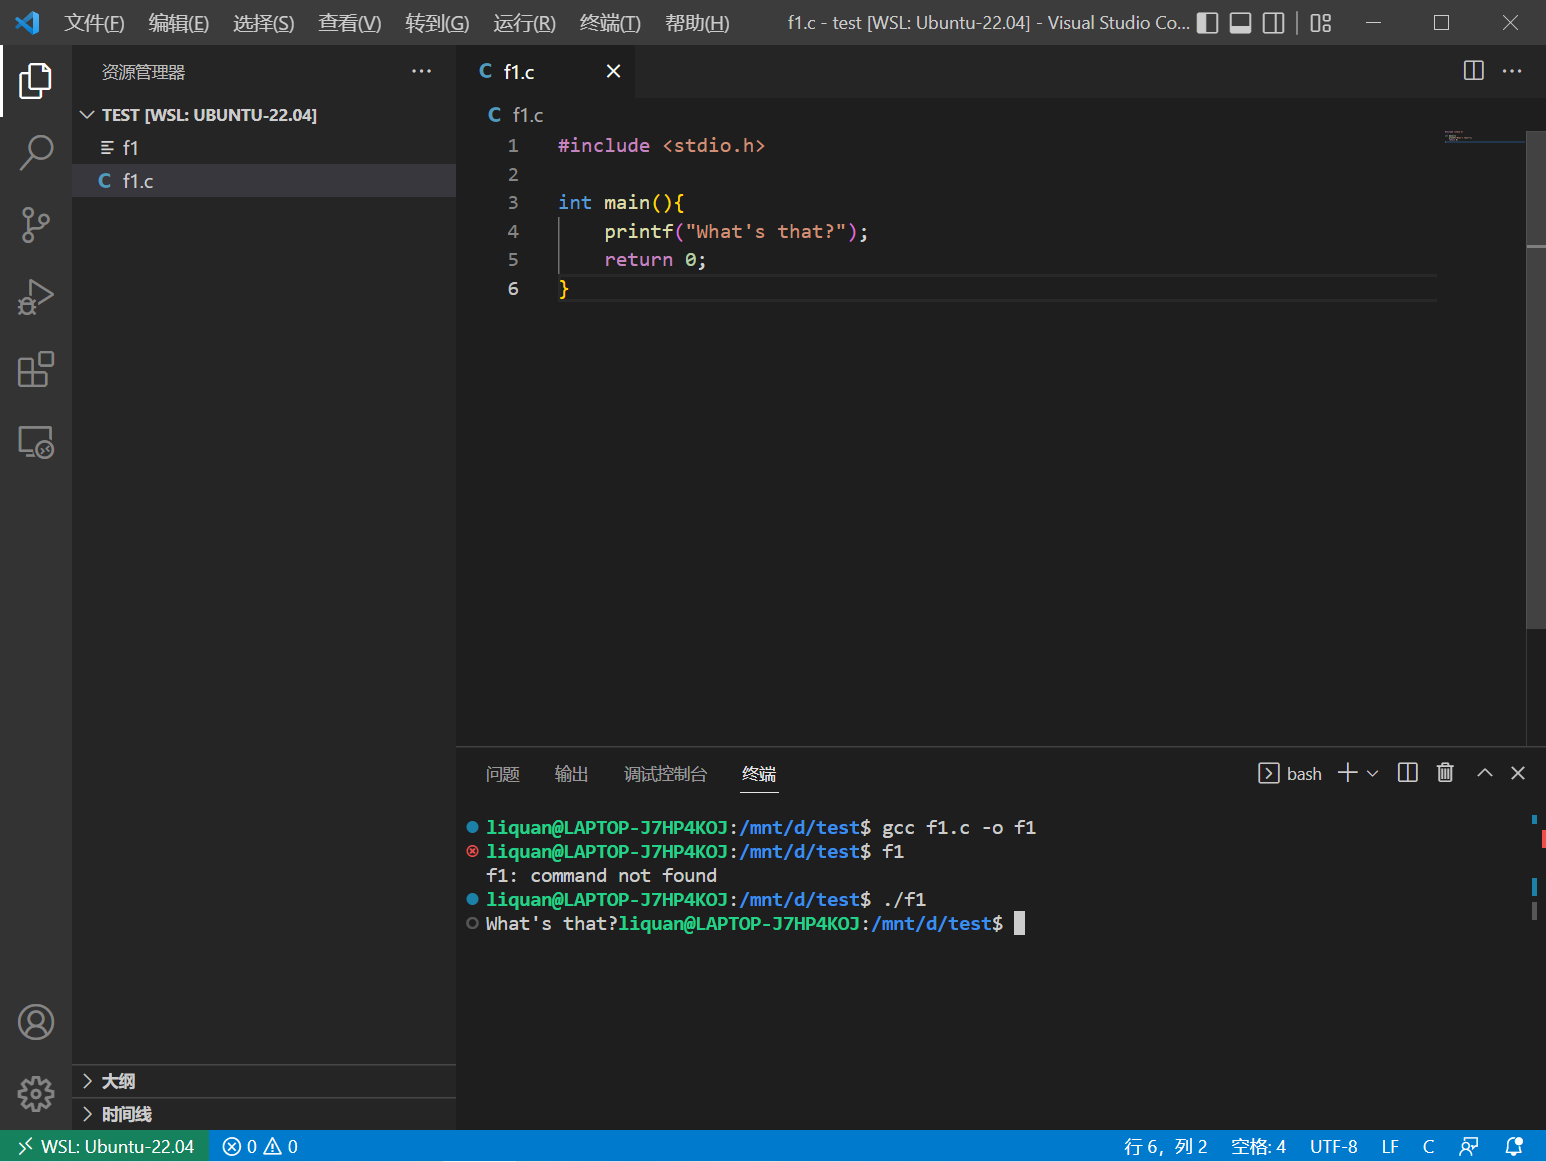 文件(F) 编辑(E) 选择(S) 查看(V) 转到(G) 运行(R) 终端(T) 帮助(H) f1.c - test [WSL: Ubuntu-22.04] - Visual Studio Co...
资源管理器
TEST [WSL: UBUNTU-22.04]
f1
C f1.c
大纲
时间线
C f1.c
C f1.c
1 #include <stdio.h>
2
3 int main(){
4 printf("What's that?");
5 return 0;
6 }
问题 输出 调试控制台 终端 bash
liquan@LAPTOP-J7HP4KOJ:/mnt/d/test$ gcc f1.c -o f1
liquan@LAPTOP-J7HP4KOJ:/mnt/d/test$ f1
f1: command not found
liquan@LAPTOP-J7HP4KOJ:/mnt/d/test$ ./f1
What's that?liquan@LAPTOP-J7HP4KOJ:/mnt/d/test$
WSL: Ubuntu-22.04 0 0 行 6，列 2 空格: 4 UTF-8 LF C